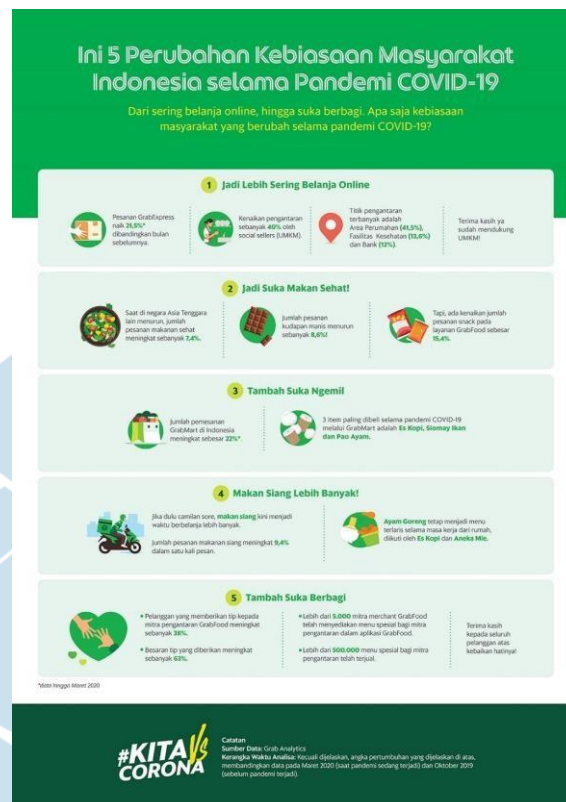 Ini 5 Perubahan Kebiasaan Masyarakat
Indonesia selama Pandemi COVID-19
Dari sering belanja online, hingga suka berbagi. Apa saja kebiasaan
masyarakat yang berubah selama pandemi COVID-19?
1 Jadi Lebih Sering Belanja Online
Pesanan GrabExpress
naik 21,5%*
dibandingkan bulan
sebelumnya.
Kenaikan pengantaran
sebanyak 40% oleh
social sellers (UMKM).
Titik pengantaran
terbanyak adalah
Area Perumahan (41,5%),
Fasilitas Kesehatan (13,6%)
dan Bank (13%).
Terima kasih ya
sudah mendukung
UMKM!
2 Jadi Suka Makan Sehat!
Saat di negara Asia Tenggara
lain menurun, jumlah
pesanan makanan sehat
meningkat sebanyak 7,4%.
Jumlah pesanan
kudapan manis menurun
sebanyak 8,6%!
Tapi, ada kenaikan jumlah
pesanan snack pada
layanan GrabFood sebesar
15,4%.
3 Tambah Suka Ngemil
Jumlah pemesanan
GrabMart di Indonesia
meningkat sebesar 22%*.
3 item paling dibeli selama pandemi COVID-19
melalui GrabMart adalah Es Kopi, Siomay Ikan
dan Pao Ayam.
4 Makan Siang Lebih Banyak!
Jika dulu camilan sore, makan siang kini menjadi
waktu berbelanja lebih banyak.
Jumlah pesanan makanan siang meningkat 9,4%
dalam satu kali pesan.
Ayam Goreng tetap menjadi menu
terlaris selama masa kerja dari rumah,
diikuti oleh Es Kopi dan Aneka Mie.
5 Tambah Suka Berbagi
• Pelanggan yang memberikan tip kepada
mitra pengantaran GrabFood meningkat
sebanyak 38%.
• Besaran tip yang diberikan meningkat
sebanyak 63%.
• Lebih dari 5.000 mitra merchant GrabFood
telah menyediakan menu spesial bagi mitra
pengantaran dalam aplikasi GrabFood.
• Lebih dari 500.000 menu spesial bagi mitra
pengantaran telah terjual.
Terima kasih
kepada seluruh
pelanggan atas
kebaikan hatinya!
*data hingga Maret 2020
#KITA Vs
CORONA
Catatan
Sumber Data: Grab Analytics
Kerangka Waktu Analisa: Kecuali dijelaskan, angka pertumbuhan yang dijelaskan di atas,
membandingkan data pada Maret 2020 (saat pandemi sedang terjadi) dan Oktober 2019
(sebelum pandemi terjadi).